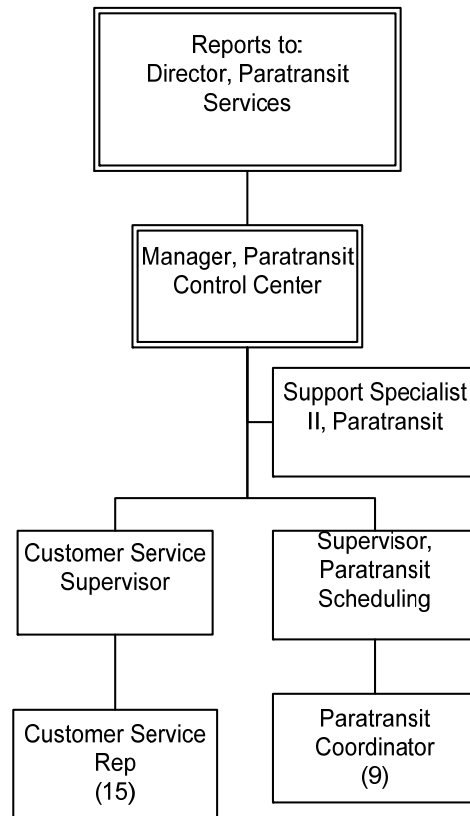 Reports to:
Director, Paratransit
Services
Manager, Paratransit
Control Center
Support Specialist
II, Paratransit
Customer Service
Supervisor
Supervisor,
Paratransit
Scheduling
Customer Service
Rep
(15)
Paratransit
Coordinator
(9)